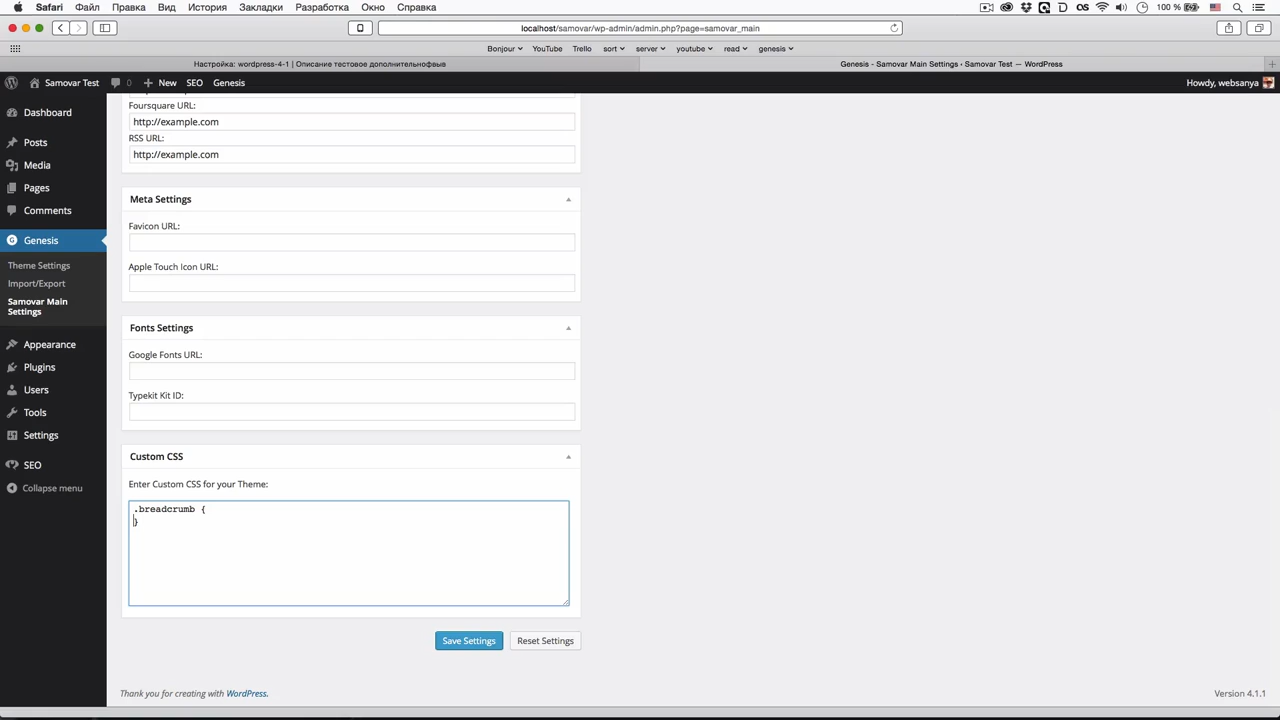 Safari Файл Правка Вид История Закладки Разработка Окно Справка 100 %
localhost/samovar/wp-admin/admin.php?page=samovar_main
Bonjour YouTube Trello sort server youtube read genesis
Настройка: wordpress-4-1 | Описание тестовое дополнительнофвые Genesis - Samovar Main Settings ‹ Samovar Test — WordPress
Samovar Test 0 New SEO Genesis Howdy, websanya
Dashboard
Posts
Media
Pages
Comments
Genesis
Theme Settings
Import/Export
Samovar Main
Settings
Appearance
Plugins
Users
Tools
Settings
SEO
Collapse menu
Foursquare URL:
http://example.com
RSS URL:
http://example.com
Meta Settings
Favicon URL:
Apple Touch Icon URL:
Fonts Settings
Google Fonts URL:
Typekit Kit ID:
Custom CSS
Enter Custom CSS for your Theme:
.breadcrumb {
}
Save Settings Reset Settings
Thank you for creating with WordPress. Version 4.1.1